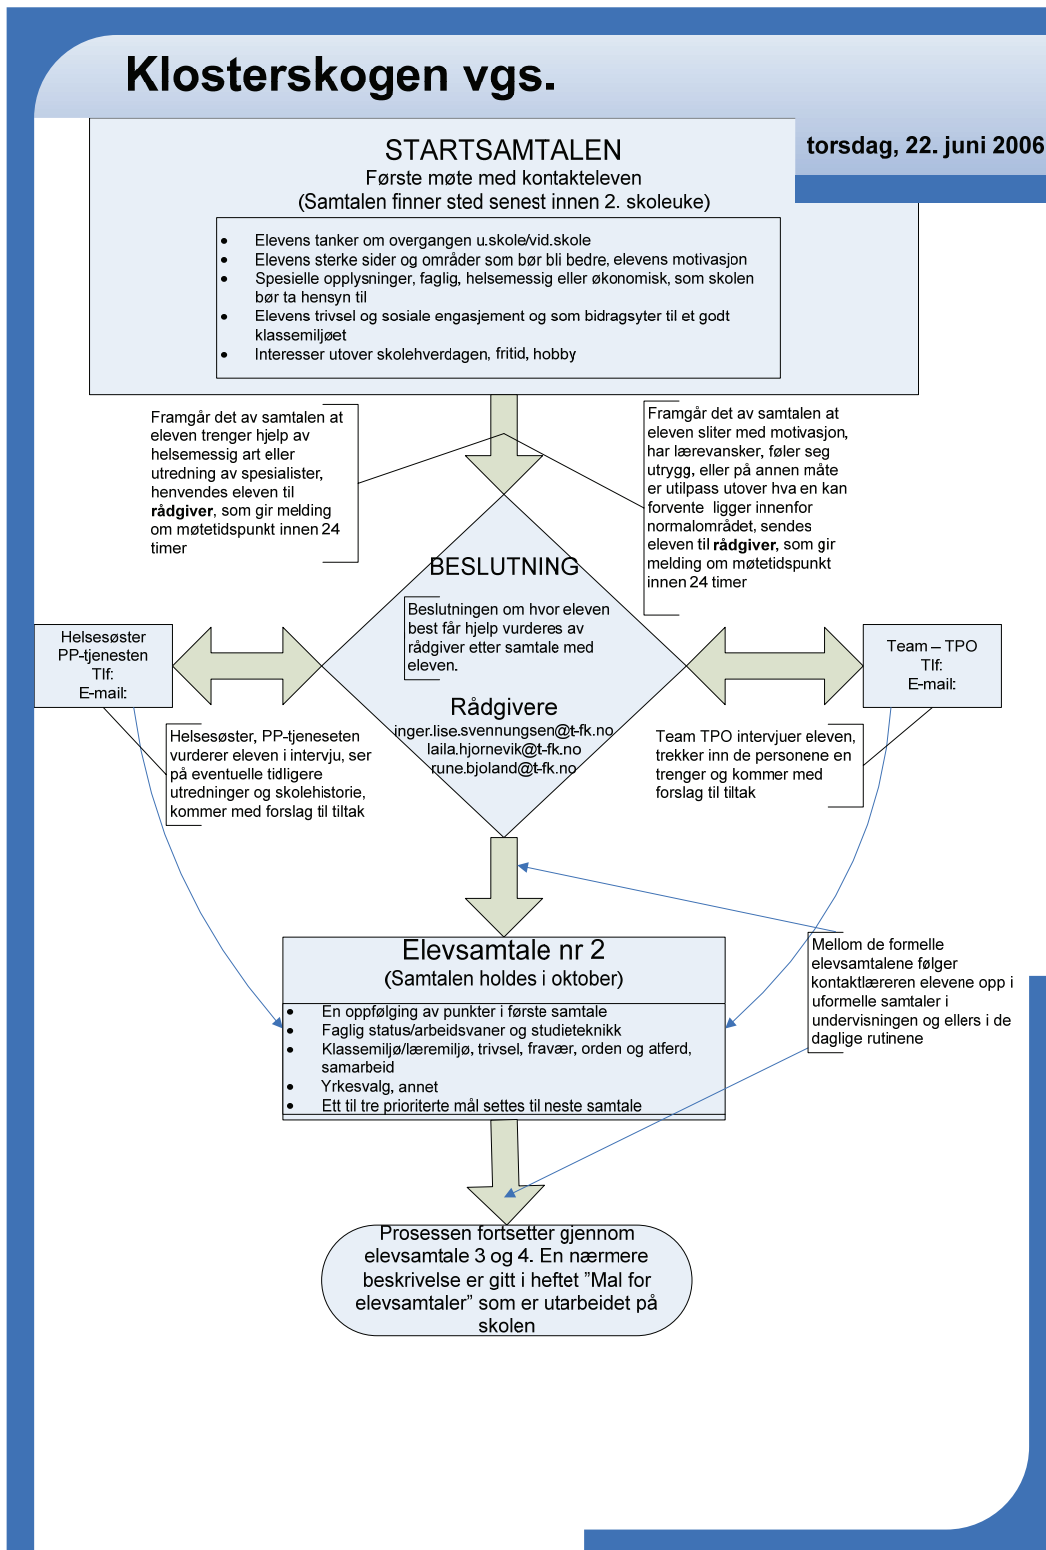 Klosterskogen vgs.
torsdag, 22. juni 2006
STARTSAMTALEN
Første møte med kontakteleven
(Samtalen finner sted senest innen 2. skoleuke)
• Elevens tanker om overgangen u.skole/vid.skole
• Elevens sterke sider og områder som bør bli bedre, elevens motivasjon
• Spesielle opplysninger, faglig, helsemessig eller økonomisk, som skolen
bør ta hensyn til
• Elevens trivsel og sosiale engasjement og som bidragsyter til et godt
klassemiljøet
• Interesser utover skolehverdagen, fritid, hobby
Framgår det av samtalen at
eleven trenger hjelp av
helsemessig art eller
utredning av spesialister,
henvendes eleven til
rådgiver, som gir melding
om møtetidspunkt innen 24
timer
Framgår det av samtalen at
eleven sliter med motivasjon,
har lærevansker, føler seg
utrygg, eller på annen måte
er utilpass utover hva en kan
forvente ligger innenfor
normalområdet, sendes
eleven til rådgiver, som gir
melding om møtetidspunkt
innen 24 timer
BESLUTNING
Beslutningen om hvor eleven
best får hjelp vurderes av
rådgiver etter samtale med
eleven.
Rådgivere
inger.lise.svennungsen@t-fk.no
laila.hjornevik@t-fk.no
rune.bjoland@t-fk.no
Helsesøster
PP-tjenesten
Tlf:
E-mail:
Team – TPO
Tlf:
E-mail:
Helsesøster, PP-tjeneseten
vurderer eleven i intervju, ser
på eventuelle tidligere
utredninger og skolehistorie,
kommer med forslag til tiltak
Team TPO intervjuer eleven,
trekker inn de personene en
trenger og kommer med
forslag til tiltak
Elevsamtale nr 2
(Samtalen holdes i oktober)
• En oppfølging av punkter i første samtale
• Faglig status/arbeidsvaner og studieteknikk
• Klassemiljø/læremiljø, trivsel, fravær, orden og atferd,
samarbeid
• Yrkesvalg, annet
• Ett til tre prioriterte mål settes til neste samtale
Mellom de formelle
elevsamtalene følger
kontaktlæreren elevene opp i
uformelle samtaler i
undervisningen og ellers i de
daglige rutinene
Prosessen fortsetter gjennom
elevsamtale 3 og 4. En nærmere
beskrivelse er gitt i heftet ”Mal for
elevsamtaler” som er utarbeidet på
skolen